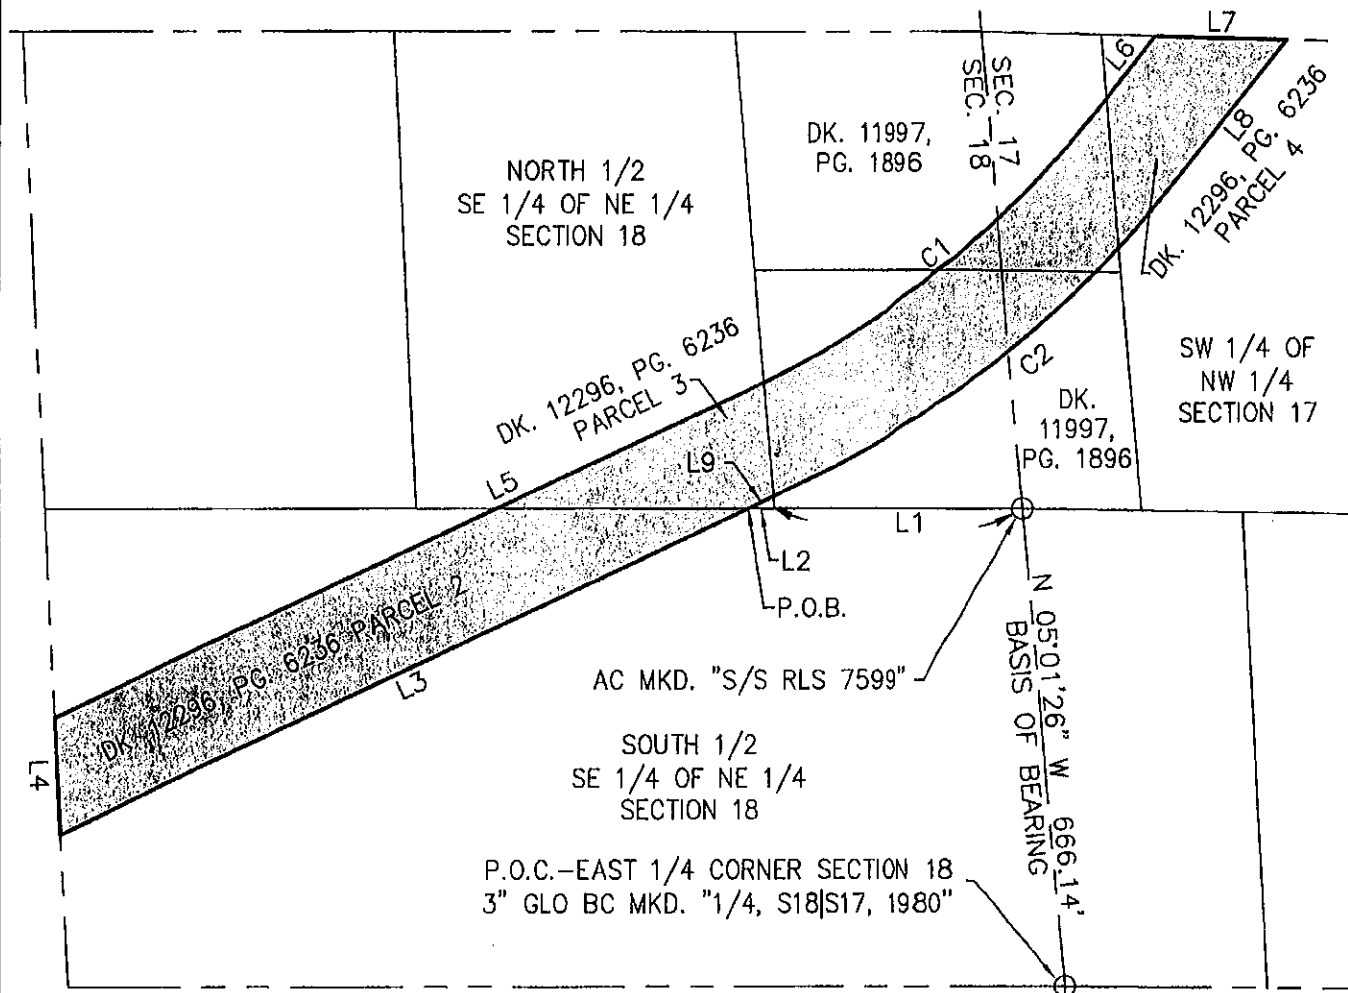 L7
L6
SEC. 17
SEC. 18
DK. 11997,
PG. 1896
L8
DK. 12296, PG. 6236
PARCEL 4
NORTH 1/2
SE 1/4 OF NE 1/4
SECTION 18
C1
C2
SW 1/4 OF
NW 1/4
SECTION 17
DK. 12296, PG. 6236
PARCEL 3
DK.
11997,
PG. 1896
L9
L5
L1
L2
P.O.B.
DK. 12296, PG. 6236 PARCEL 2
L3
L4
AC MKD. "S/S RLS 7599"
N 05°01'26" W 666.14'
BASIS OF BEARING
SOUTH 1/2
SE 1/4 OF NE 1/4
SECTION 18
P.O.C.-EAST 1/4 CORNER SECTION 18
3" GLO BC MKD. "1/4, S18|S17, 1980"